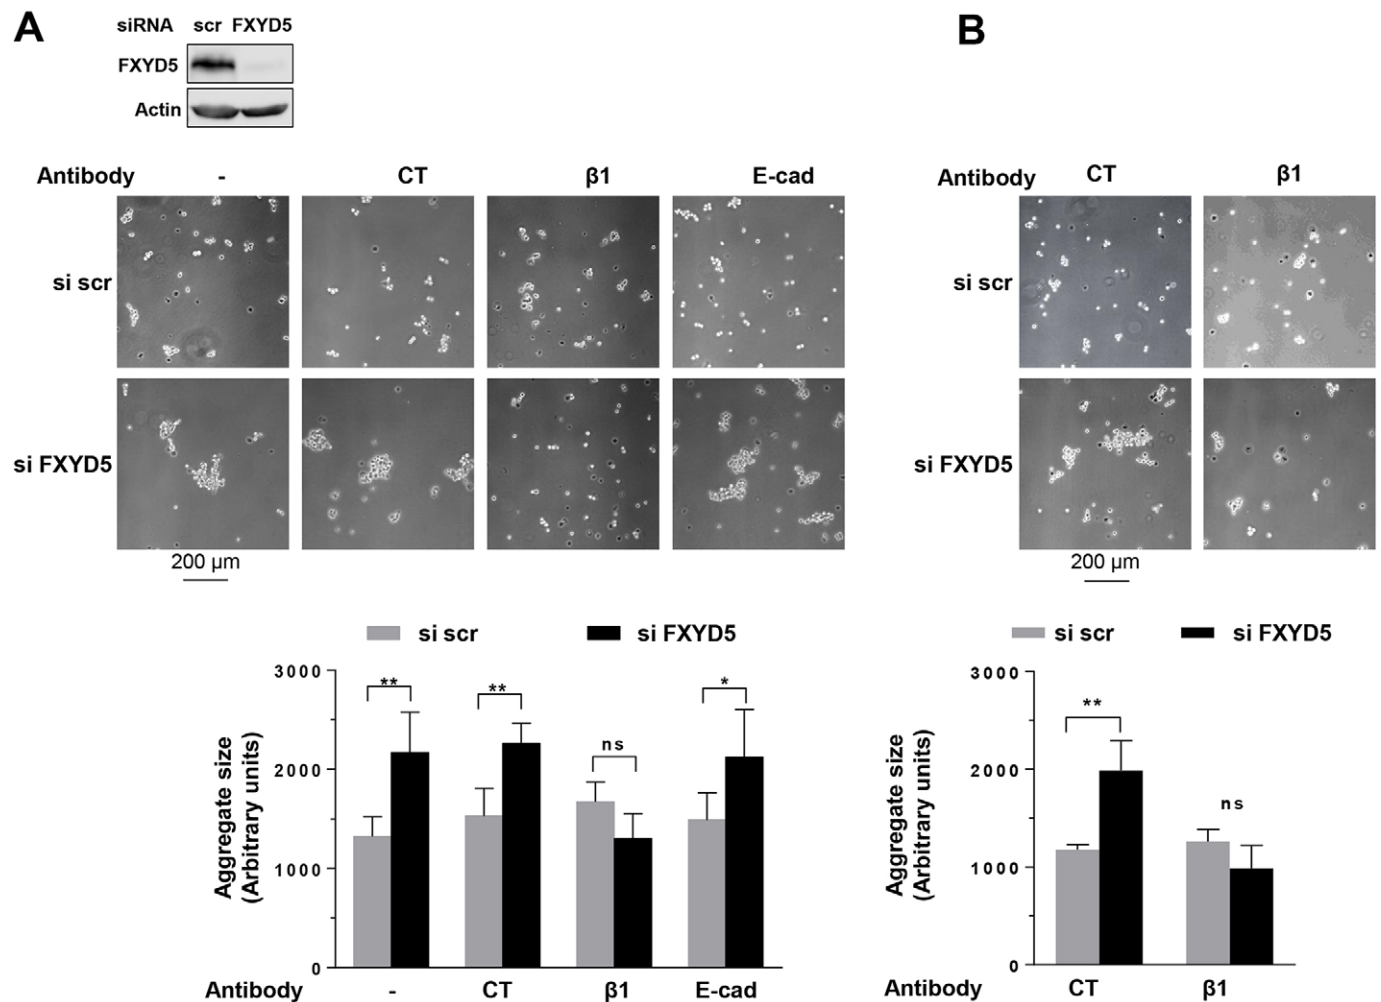 A
siRNA scr FXYD5
FXYD5
Actin
Antibody - CT β1 E-cad
si scr
si FXYD5
200 µm
si scr si FXYD5
Aggregate size
(Arbitrary units)
3000
2000
1000
0
** ** ns *
Antibody - CT β1 E-cad
B
Antibody CT β1
si scr
si FXYD5
200 µm
si scr si FXYD5
Aggregate size
(Arbitrary units)
3000
2000
1000
0
** ns
Antibody CT β1